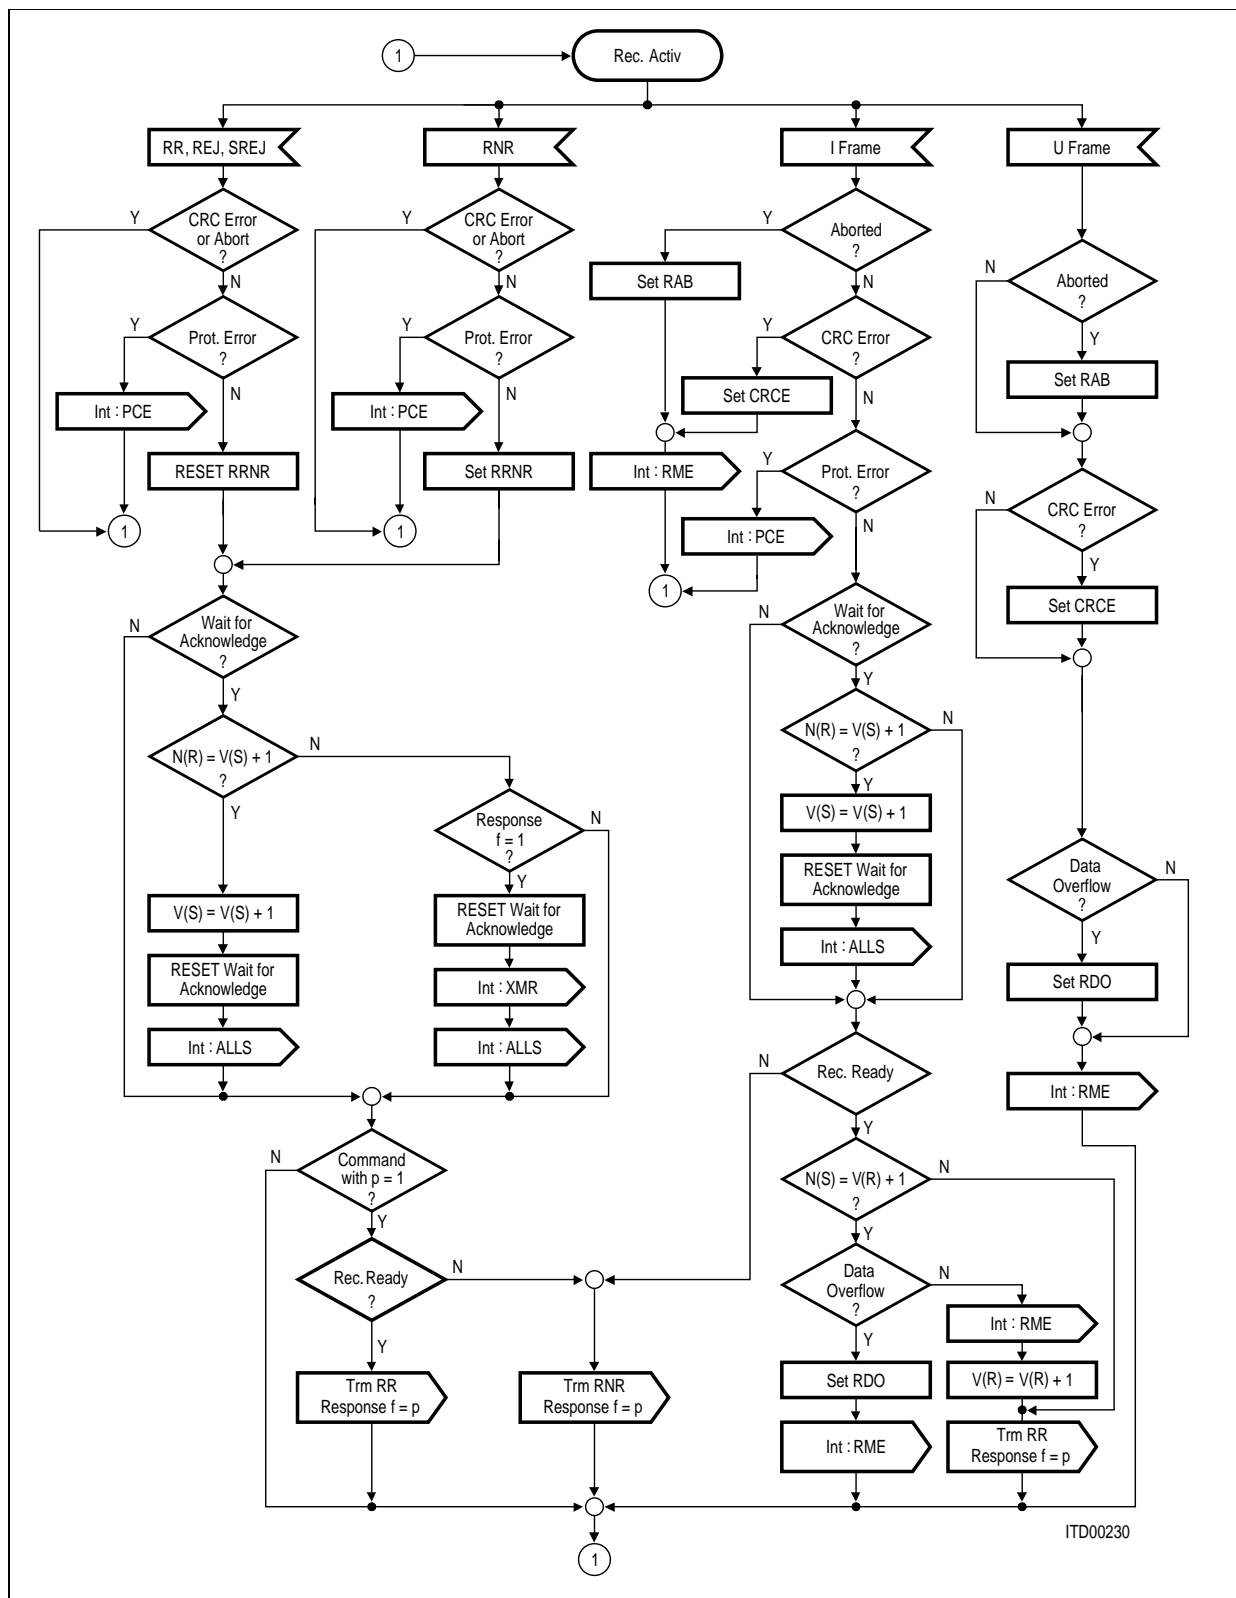 1
Rec. Activ
RR, REJ, SREJ
RNR
I Frame
U Frame
Y
CRC Error
or Abort
?
N
Y
CRC Error
or Abort
?
N
Y
Aborted
?
N
N
Aborted
?
Y
Set RAB
Set RAB
Y
Prot. Error
?
N
Y
Prot. Error
?
N
Y
CRC Error
?
N
Int : PCE
Int : PCE
Set CRCE
RESET RRNR
Set RRNR
Int : RME
Y
Prot. Error
?
N
N
CRC Error
?
Y
1
1
Int : PCE
1
Set CRCE
N
Wait for
Acknowledge
?
Y
N
Wait for
Acknowledge
?
Y
N(R) = V(S) + 1
?
N
Y
N(R) = V(S) + 1
?
N
Y
Response
f = 1
?
N
Y
V(S) = V(S) + 1
RESET Wait for
Acknowledge
Int : ALLS
Data
Overflow
?
N
Y
V(S) = V(S) + 1
RESET Wait for
Acknowledge
Int : ALLS
RESET Wait for
Acknowledge
Int : XMR
Int : ALLS
Set RDO
Int : RME
N
Rec. Ready
Y
N
Command
with p = 1
?
Y
N(S) = V(R) + 1
?
N
Y
Rec. Ready
?
N
Y
Data
Overflow
?
N
Y
Int : RME
V(R) = V(R) + 1
Trm RR
Response f = p
Trm RNR
Response f = p
Set RDO
Int : RME
Trm RR
Response f = p
1
ITD00230